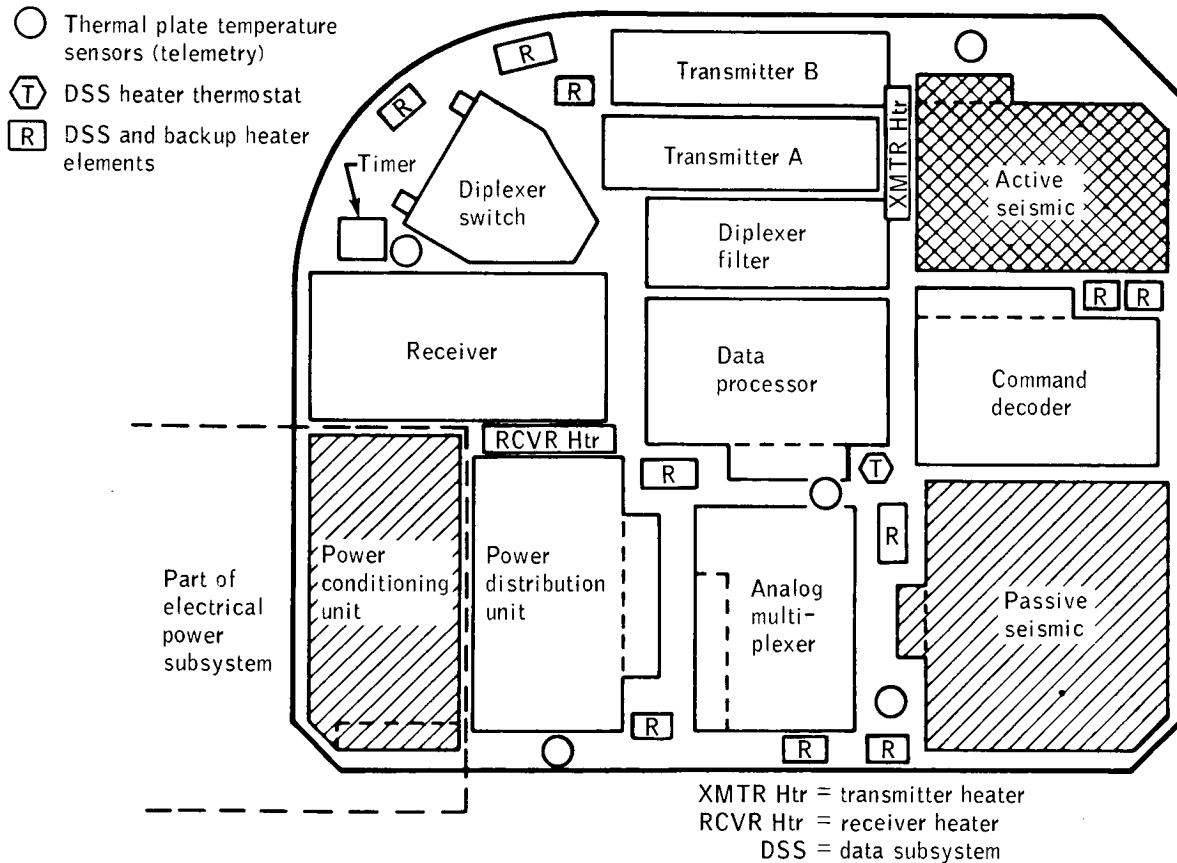 Thermal plate temperature
sensors (telemetry)
T
DSS heater thermostat
R
DSS and backup heater
elements
Timer
R
R
R
Diplexer
switch
Transmitter B
Transmitter A
XMTR Htr
Diplexer
filter
Active
seismic
R
R
Receiver
Data
processor
Command
decoder
RCVR Htr
R
T
R
Part of
electrical
power
subsystem
Power
conditioning
unit
Power
distribution
unit
Analog
multi-
plexer
Passive
seismic
R
R
R
XMTR Htr = transmitter heater
RCVR Htr = receiver heater
DSS = data subsystem